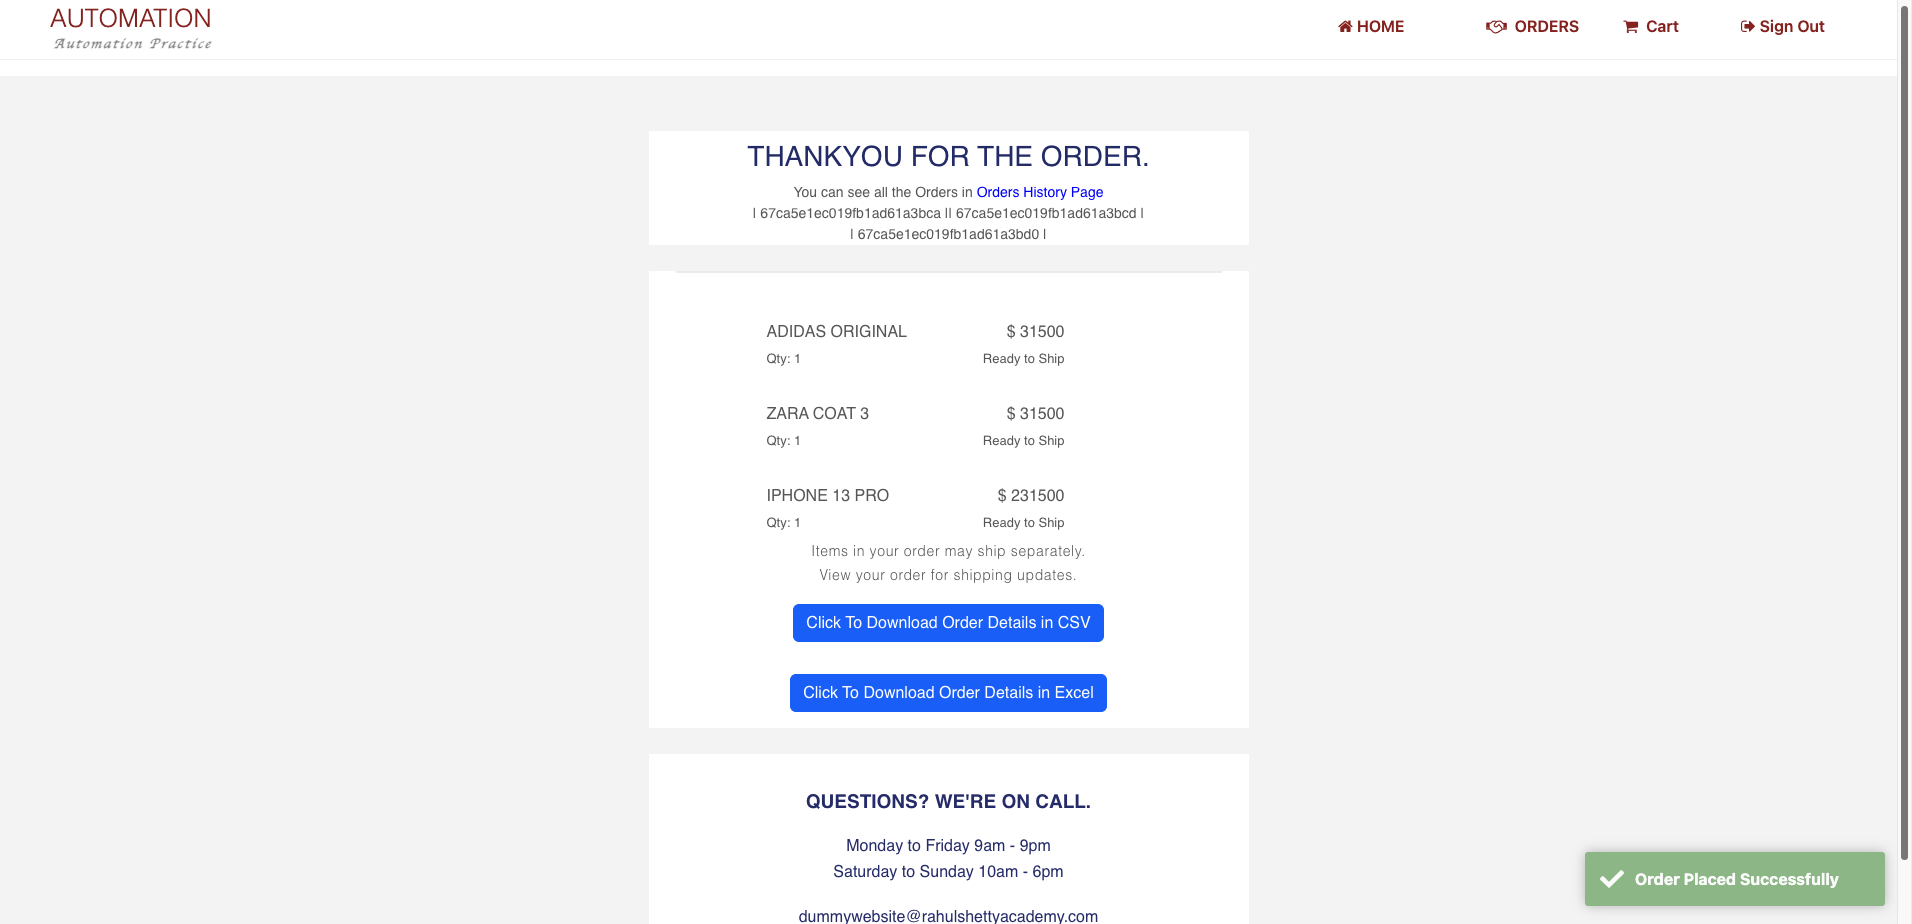 AUTOMATION
Automation Practice
HOME
ORDERS
Cart
Sign Out
THANKYOU FOR THE ORDER.
You can see all the Orders in Orders History Page
| 67ca5e1ec019fb1ad61a3bca || 67ca5e1ec019fb1ad61a3bcd |
| 67ca5e1ec019fb1ad61a3bd0 |
ADIDAS ORIGINAL $ 31500
Qty: 1 Ready to Ship
ZARA COAT 3 $ 31500
Qty: 1 Ready to Ship
IPHONE 13 PRO $ 231500
Qty: 1 Ready to Ship
Items in your order may ship separately.
View your order for shipping updates.
Click To Download Order Details in CSV
Click To Download Order Details in Excel
QUESTIONS? WE'RE ON CALL.
Monday to Friday 9am - 9pm
Saturday to Sunday 10am - 6pm
dummywebsite@rahulshettyacademy.com
Order Placed Successfully